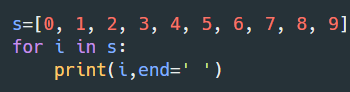 s=[0, 1, 2, 3, 4, 5, 6, 7, 8, 9]
for i in s:
    print(i,end=' ')